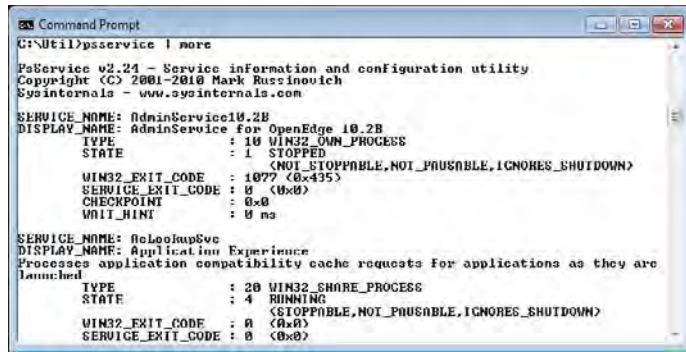 Command Prompt
C:\Util>psservice | more
PsService v2.24 - Service information and configuration utility
Copyright (C) 2001-2010 Mark Russinovich
Sysinternals - www.sysinternals.com
SERVICE_NAME: AdminService10.2B
DISPLAY_NAME: AdminService for OpenEdge 10.2B
TYPE : 10 WIN32_OWN_PROCESS
STATE : 1 STOPPED
(NOT_STOPPABLE,NOT_PAUSABLE,IGNORES_SHUTDOWN)
WIN32_EXIT_CODE : 1077 (0x435)
SERVICE_EXIT_CODE : 0 (0x0)
CHECKPOINT : 0x0
WAIT_HINT : 0 ms
SERVICE_NAME: AeLookupSvc
DISPLAY_NAME: Application Experience
Processes application compatibility cache requests for applications as they are
launched
TYPE : 20 WIN32_SHARE_PROCESS
STATE : 4 RUNNING
(STOPPABLE,NOT_PAUSABLE,IGNORES_SHUTDOWN)
WIN32_EXIT_CODE : 0 (0x0)
SERVICE_EXIT_CODE : 0 (0x0)